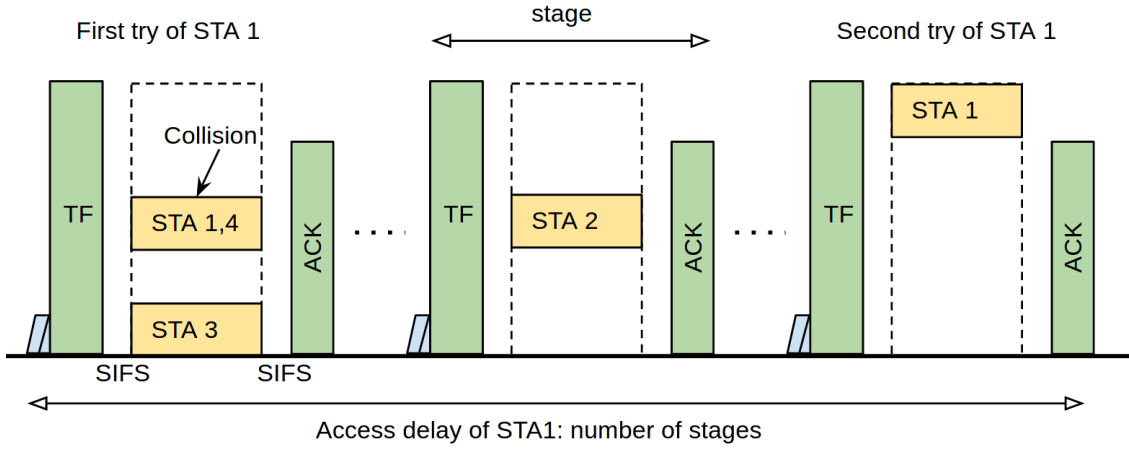 First try of STA 1
stage
Second try of STA 1
Collision
TF
STA 1,4
STA 3
ACK
TF
STA 2
ACK
TF
STA 1
ACK
SIFS
SIFS
Access delay of STA1: number of stages